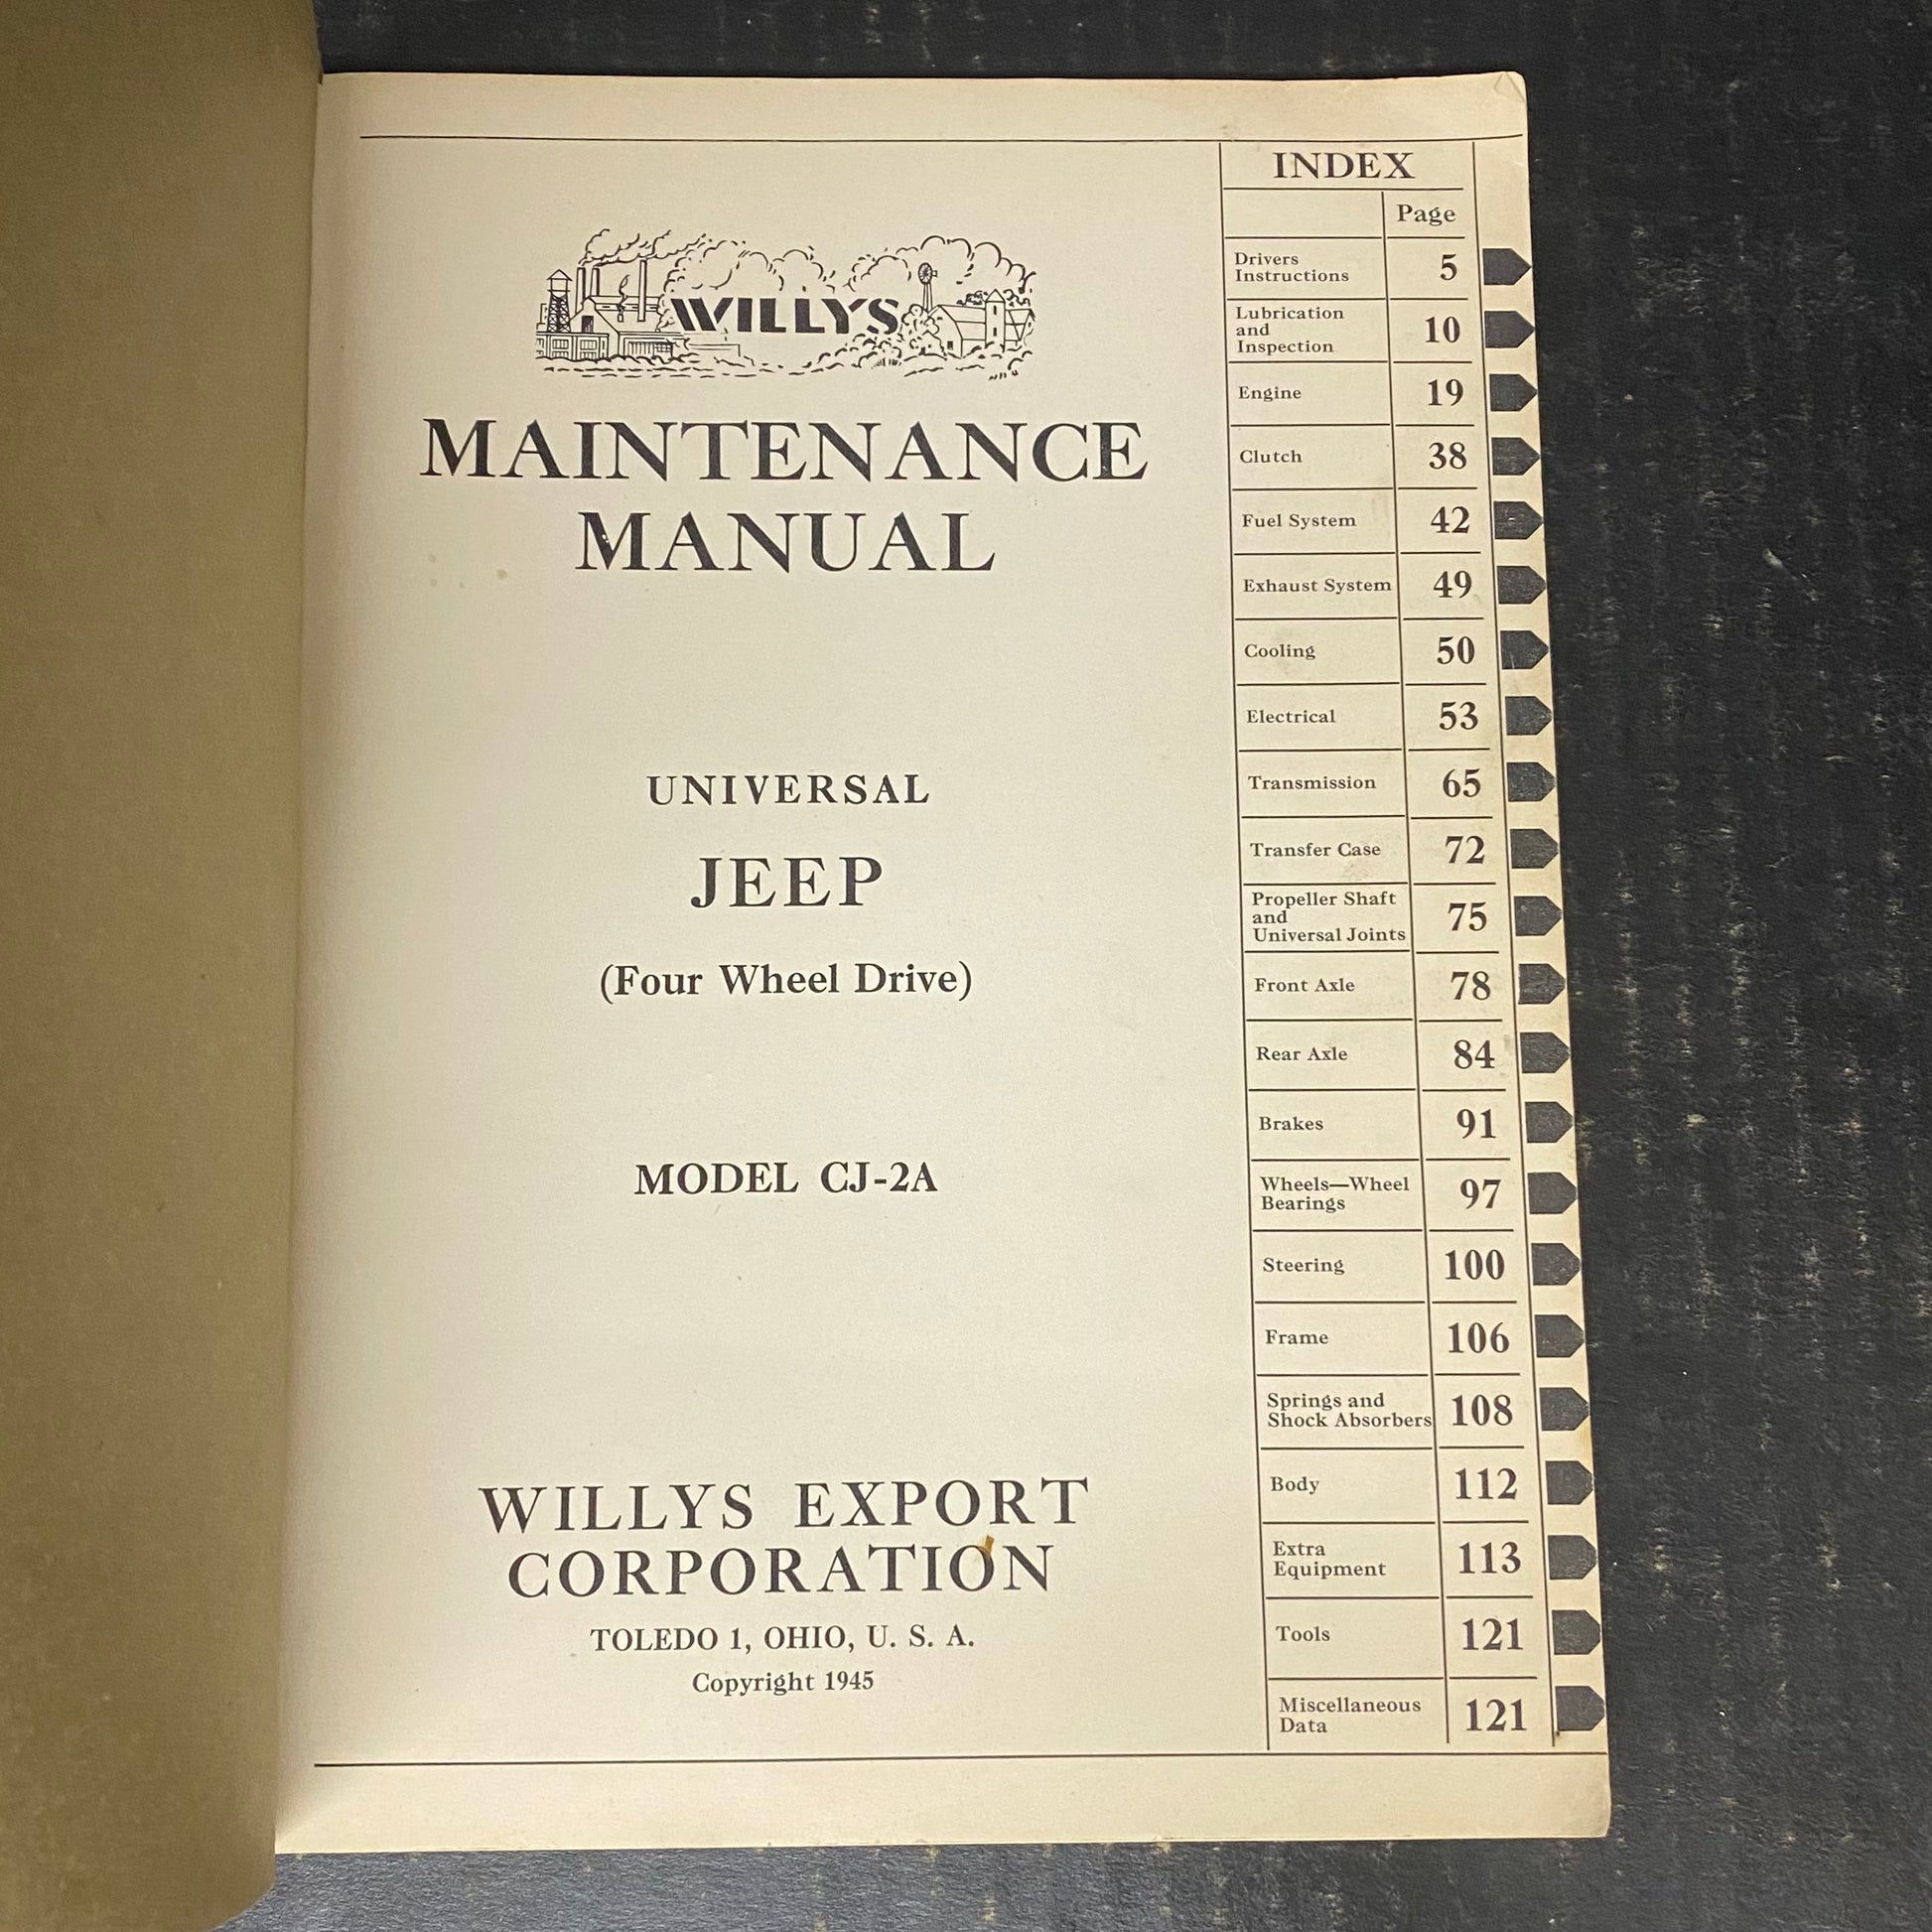 WILLYS
MAINTENANCE
MANUAL
UNIVERSAL
JEEP
(Four Wheel Drive)
MODEL CJ-2A
WILLYS EXPORT
CORPORATION
TOLEDO 1, OHIO, U. S. A.
Copyright 1945
INDEX
Page
Drivers
Instructions 5
Lubrication
and
Inspection 10
Engine 19
Clutch 38
Fuel System 42
Exhaust System 49
Cooling 50
Electrical 53
Transmission 65
Transfer Case 72
Propeller Shaft
and
Universal Joints 75
Front Axle 78
Rear Axle 84
Brakes 91
Wheels—Wheel
Bearings 97
Steering 100
Frame 106
Springs and
Shock Absorbers 108
Body 112
Extra
Equipment 113
Tools 121
Miscellaneous
Data 121